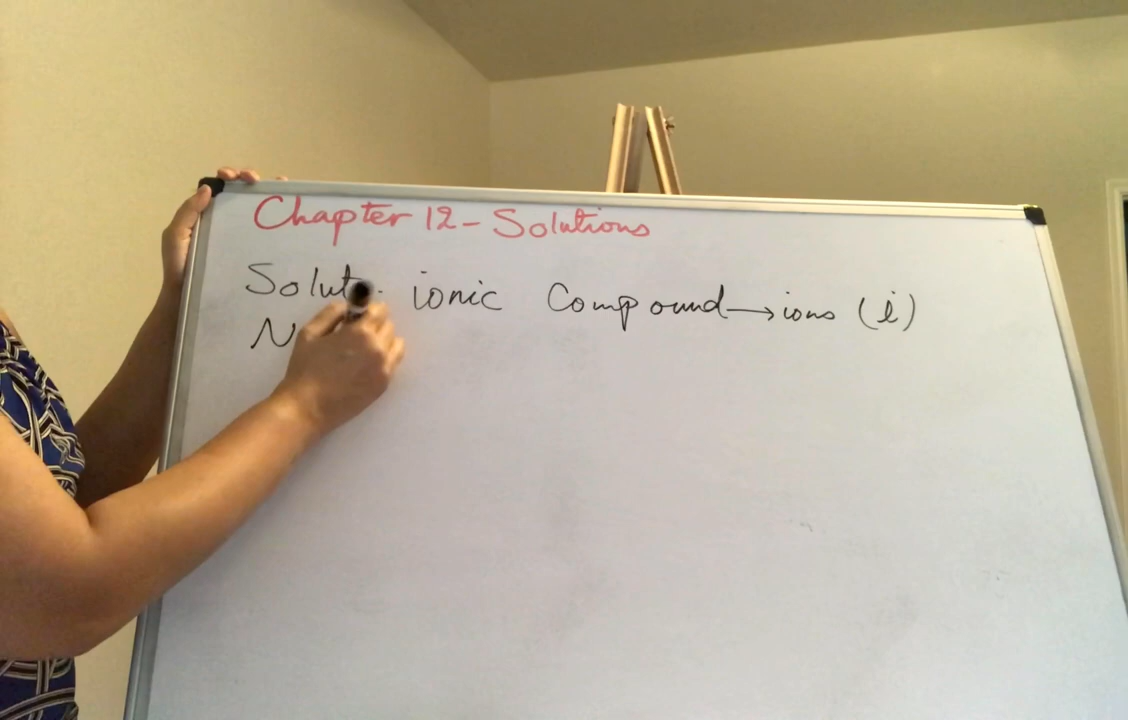 Chapter 12 - Solutions
Solute: ionic Compound → ions (i)
N